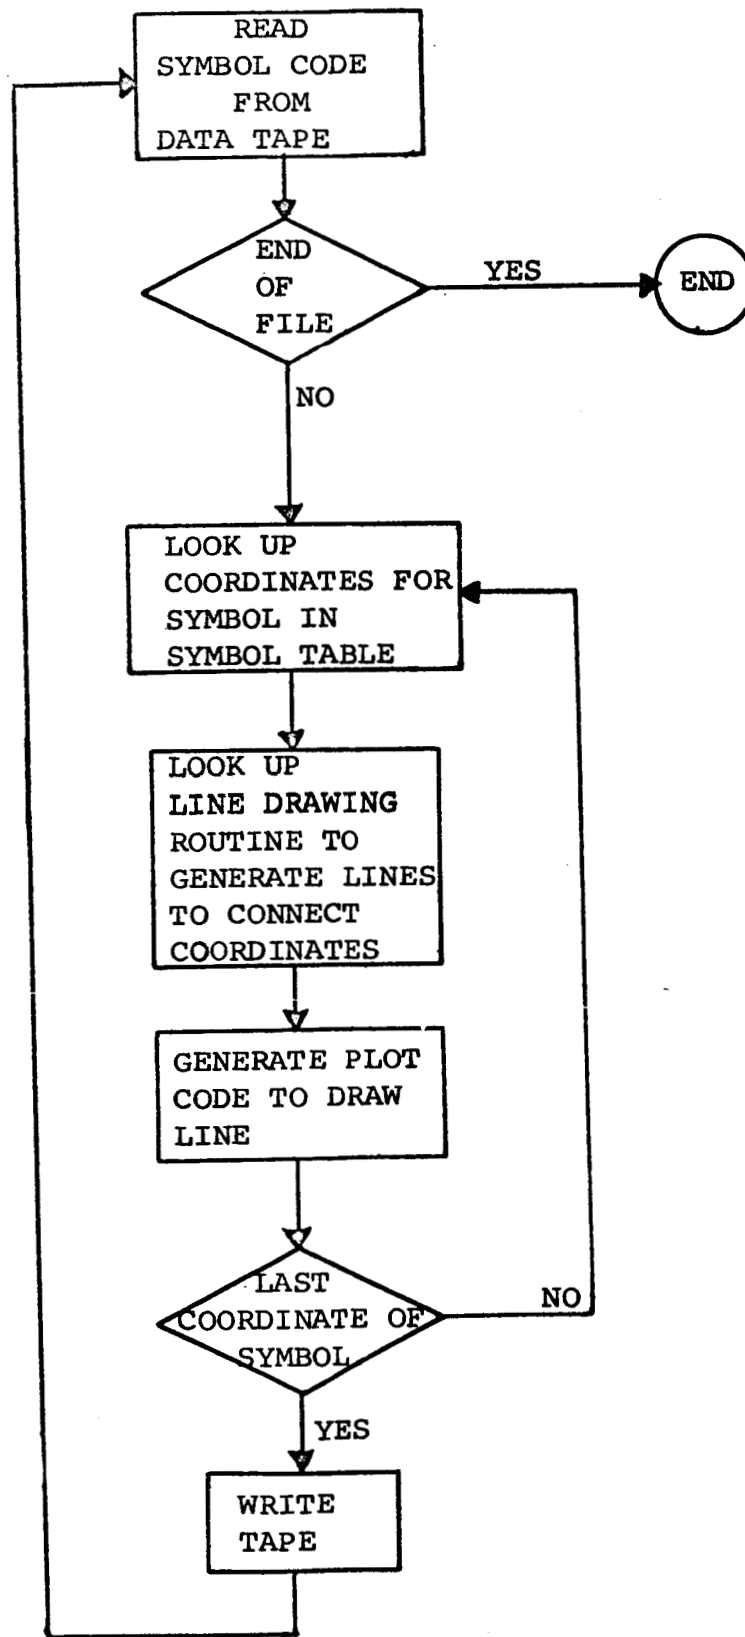 READ
SYMBOL CODE
FROM
DATA TAPE
END
OF
FILE
YES
END
NO
LOOK UP
COORDINATES FOR
SYMBOL IN
SYMBOL TABLE
LOOK UP
LINE DRAWING
ROUTINE TO
GENERATE LINES
TO CONNECT
COORDINATES
GENERATE PLOT
CODE TO DRAW
LINE
LAST
COORDINATE OF
SYMBOL
NO
YES
WRITE
TAPE